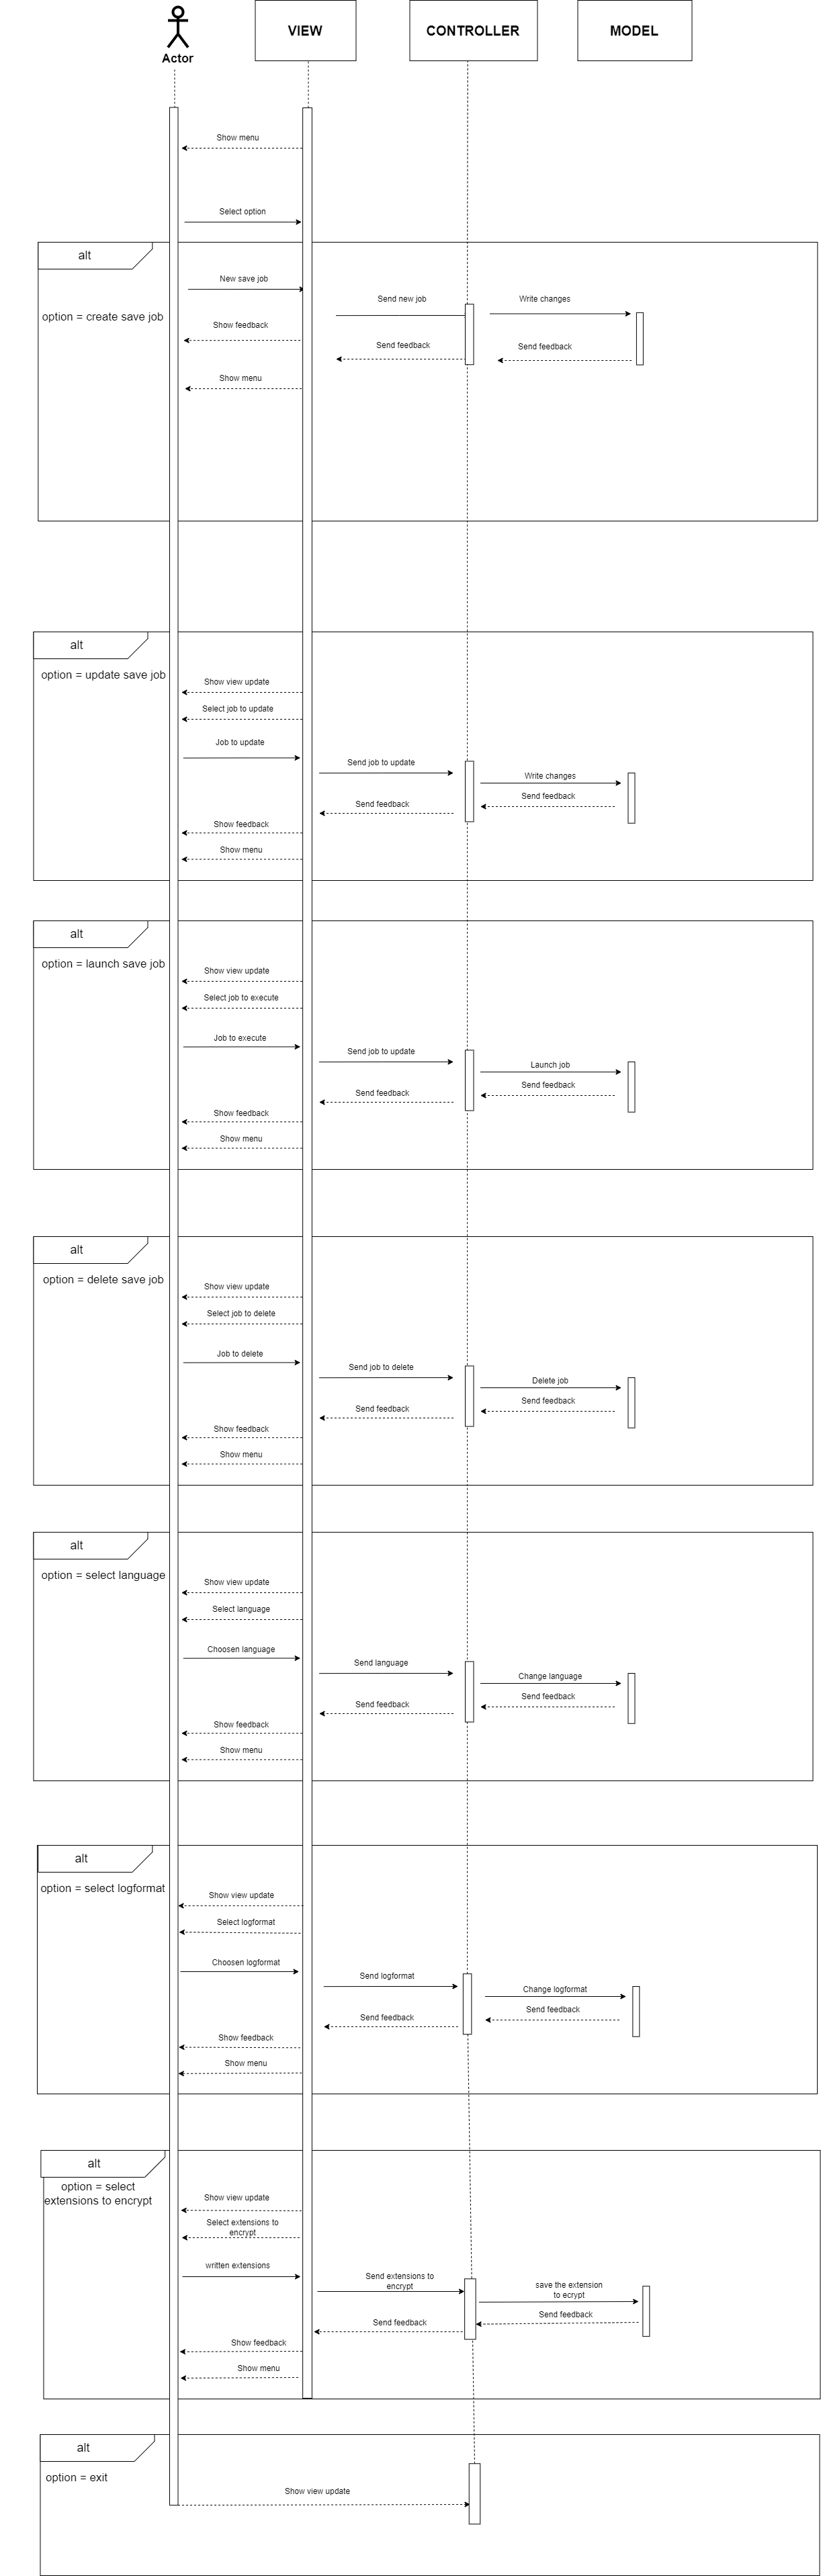 Actor
VIEW
CONTROLLER
MODEL
Show menu
Select option
alt
New save job
Send new job
Write changes
option = create save job
Show feedback
Send feedback
Send feedback
Show menu
alt
option = update save job
Show view update
Select job to update
Job to update
Send job to update
Write changes
Send feedback
Send feedback
Show feedback
Show menu
alt
option = launch save job
Show view update
Select job to execute
Job to execute
Send job to update
Launch job
Send feedback
Send feedback
Show feedback
Show menu
alt
option = delete save job
Show view update
Select job to delete
Job to delete
Send job to delete
Delete job
Send feedback
Send feedback
Show feedback
Show menu
alt
option = select language
Show view update
Select language
Choosen language
Send language
Change language
Send feedback
Send feedback
Show feedback
Show menu
alt
option = select logformat
Show view update
Select logformat
Choosen logformat
Send logformat
Change logformat
Send feedback
Send feedback
Show feedback
Show menu
alt
option = select
extensions to encrypt
Show view update
Select extensions to
encrypt
written extensions
Send extensions to
encrypt
save the extension
to ecrypt
Send feedback
Send feedback
Show feedback
Show menu
alt
option = exit
Show view update